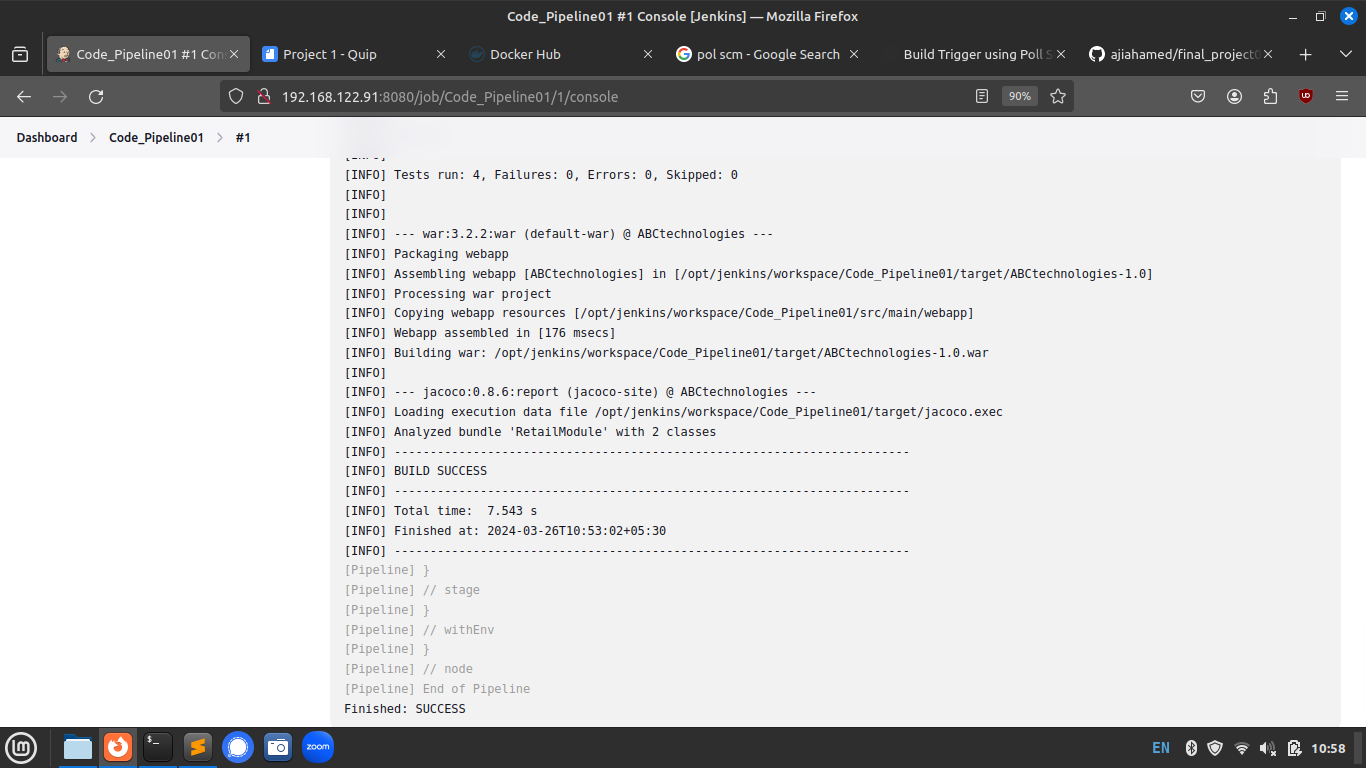 Code_Pipeline01 #1 Console [Jenkins] — Mozilla Firefox
Code_Pipeline01 #1 Con
Project 1 - Quip
Docker Hub
pol scm - Google Search
Build Trigger using Poll S
ajiahamed/final_project0
192.168.122.91:8080/job/Code_Pipeline01/1/console
90%
Dashboard
Code_Pipeline01
#1
[INFO]
[INFO] Tests run: 4, Failures: 0, Errors: 0, Skipped: 0
[INFO]
[INFO]
[INFO] --- war:3.2.2:war (default-war) @ ABCtechnologies ---
[INFO] Packaging webapp
[INFO] Assembling webapp [ABCtechnologies] in [/opt/jenkins/workspace/Code_Pipeline01/target/ABCtechnologies-1.0]
[INFO] Processing war project
[INFO] Copying webapp resources [/opt/jenkins/workspace/Code_Pipeline01/src/main/webapp]
[INFO] Webapp assembled in [176 msecs]
[INFO] Building war: /opt/jenkins/workspace/Code_Pipeline01/target/ABCtechnologies-1.0.war
[INFO]
[INFO] --- jacoco:0.8.6:report (jacoco-site) @ ABCtechnologies ---
[INFO] Loading execution data file /opt/jenkins/workspace/Code_Pipeline01/target/jacoco.exec
[INFO] Analyzed bundle 'RetailModule' with 2 classes
[INFO] ------------------------------------------------------------------------
[INFO] BUILD SUCCESS
[INFO] ------------------------------------------------------------------------
[INFO] Total time:  7.543 s
[INFO] Finished at: 2024-03-26T10:53:02+05:30
[INFO] ------------------------------------------------------------------------
[Pipeline] }
[Pipeline] // stage
[Pipeline] }
[Pipeline] // withEnv
[Pipeline] }
[Pipeline] // node
[Pipeline] End of Pipeline
Finished: SUCCESS
zoom
EN
10:58